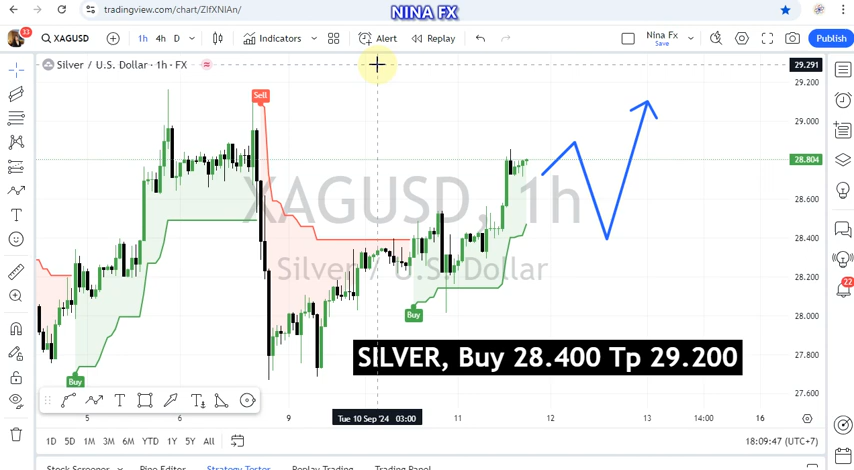 tradingview.com/chart/ZIfXNIAn/
NINA FX
33
XAGUSD
1h 4h D
Indicators
Alert
Replay
Nina Fx
Save
Publish
Silver / U.S. Dollar · 1h · FX
29.291
29.200
29.000
28.804
28.600
28.400
28.200
28.000
27.800
27.600
Sell
Buy
Buy
XAGUSD, 1h
Silver / U.S. Dollar
SILVER, Buy 28.400 Tp 29.200
22
5 9 Tue 10 Sep '24 03:00 11 12 13 14:00 16
1D 5D 1M 3M 6M YTD 1Y 5Y All
18:09:47 (UTC+7)
Stock Screener Pine Editor Strategy Tester Replay Trading Trading Panel